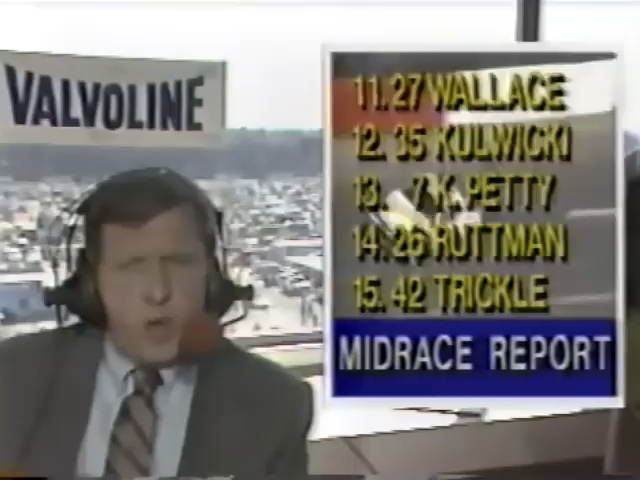 VALVOLINE
11. 27 WALLACE
12. 35 KULWICKI
13. 7 K. PETTY
14. 26 RUTTMAN
15. 42 TRICKLE
MIDRACE REPORT